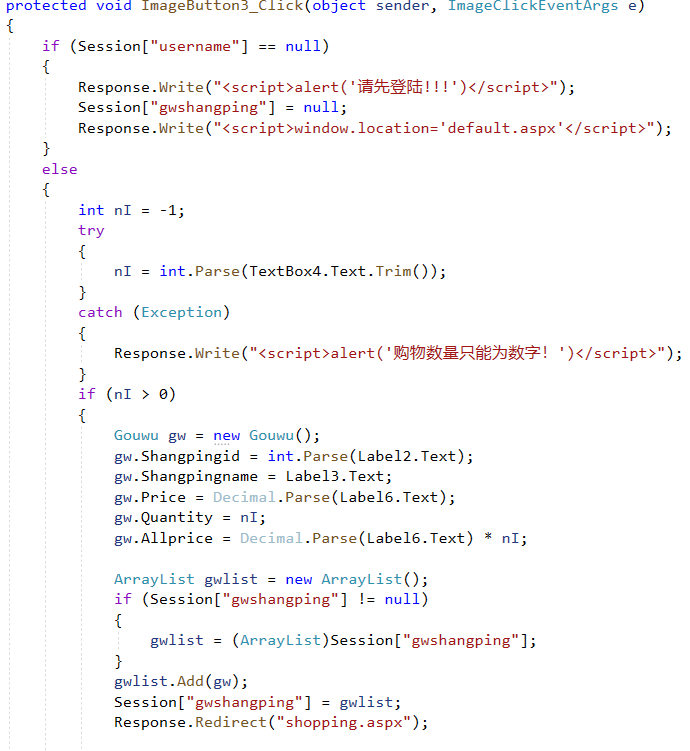 protected void ImageButton3_Click(object sender, ImageClickEventArgs e)
{
if (Session["username"] == null)
{
Response.Write("<script>alert('请先登陆!!!')</script>");
Session["gwshangping"] = null;
Response.Write("<script>window.location='default.aspx'</script>");
}
else
{
int nI = -1;
try
{
nI = int.Parse(TextBox4.Text.Trim());
}
catch (Exception)
{
Response.Write("<script>alert('购物数量只能为数字！')</script>");
}
if (nI > 0)
{
Gouwu gw = new Gouwu();
gw.Shangpingid = int.Parse(Label2.Text);
gw.Shangpingname = Label3.Text;
gw.Price = Decimal.Parse(Label6.Text);
gw.Quantity = nI;
gw.Allprice = Decimal.Parse(Label6.Text) * nI;
ArrayList gwlist = new ArrayList();
if (Session["gwshangping"] != null)
{
gwlist = (ArrayList)Session["gwshangping"];
}
gwlist.Add(gw);
Session["gwshangping"] = gwlist;
Response.Redirect("shopping.aspx");